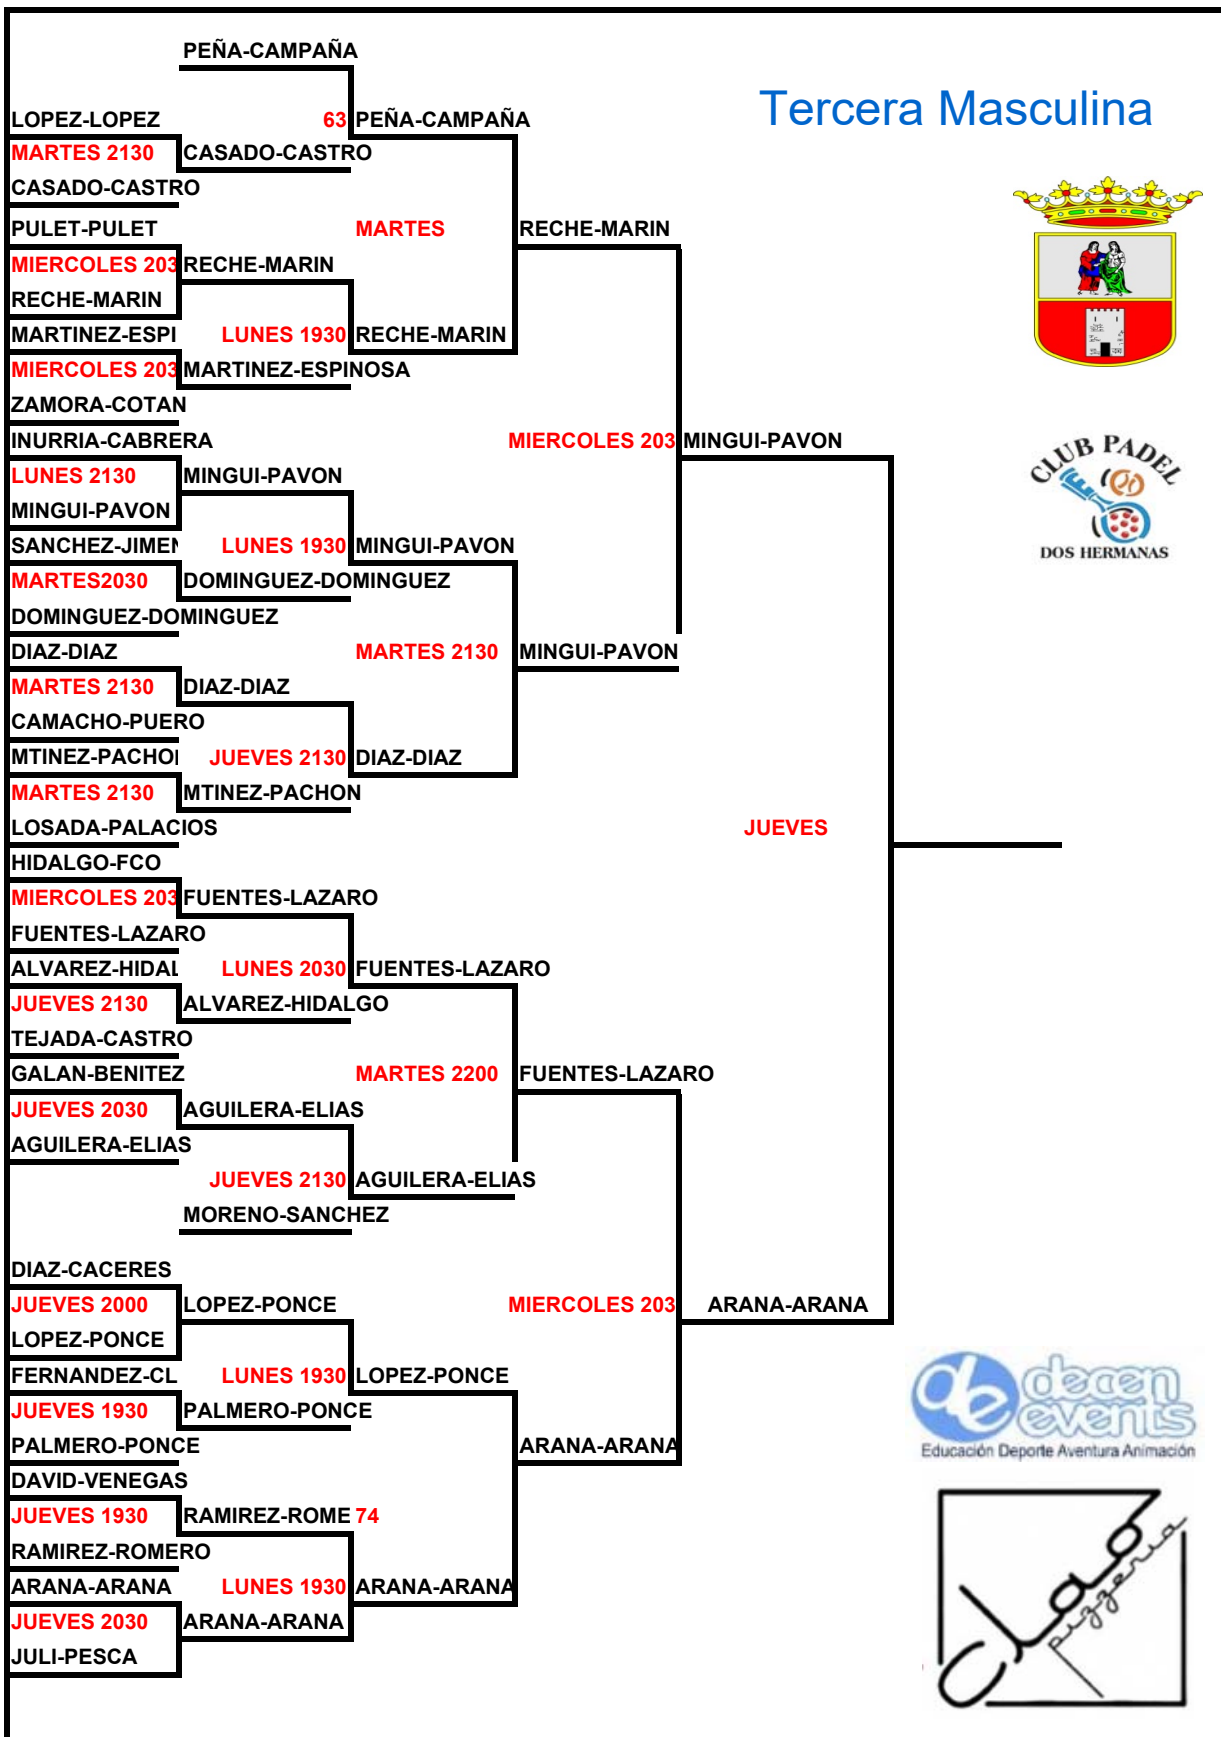 PEÑA-CAMPAÑA
Tercera Masculina
LOPEZ-LOPEZ 63 PEÑA-CAMPAÑA
MARTES 2130 CASADO-CASTRO
CASADO-CASTRO
PULET-PULET MARTES RECHE-MARIN
MIERCOLES 203 RECHE-MARIN
RECHE-MARIN
MARTINEZ-ESPI LUNES 1930 RECHE-MARIN
MIERCOLES 203 MARTINEZ-ESPINOSA
ZAMORA-COTAN
INURRIA-CABRERA MIERCOLES 203 MINGUI-PAVON
CLUB PADEL
DOS HERMANAS
LUNES 2130 MINGUI-PAVON
MINGUI-PAVON
SANCHEZ-JIMEN LUNES 1930 MINGUI-PAVON
MARTES2030 DOMINGUEZ-DOMINGUEZ
DOMINGUEZ-DOMINGUEZ
DIAZ-DIAZ MARTES 2130 MINGUI-PAVON
MARTES 2130 DIAZ-DIAZ
CAMACHO-PUERO
MTINEZ-PACHO JUEVES 2130 DIAZ-DIAZ
MARTES 2130 MTINEZ-PACHON
LOSADA-PALACIOS JUEVES
HIDALGO-FCO
MIERCOLES 203 FUENTES-LAZARO
FUENTES-LAZARO
ALVAREZ-HIDAL LUNES 2030 FUENTES-LAZARO
JUEVES 2130 ALVAREZ-HIDALGO
TEJADA-CASTRO
GALAN-BENITEZ MARTES 2200 FUENTES-LAZARO
JUEVES 2030 AGUILERA-ELIAS
AGUILERA-ELIAS
JUEVES 2130 AGUILERA-ELIAS
MORENO-SANCHEZ
DIAZ-CACERES
JUEVES 2000 LOPEZ-PONCE MIERCOLES 203 ARANA-ARANA
LOPEZ-PONCE
FERNANDEZ-CL LUNES 1930 LOPEZ-PONCE
JUEVES 1930 PALMERO-PONCE
PALMERO-PONCE ARANA-ARANA
de decen
events
Educación Deporte Aventura Animación
DAVID-VENEGAS
JUEVES 1930 RAMIREZ-ROME 74
RAMIREZ-ROMERO
ARANA-ARANA LUNES 1930 ARANA-ARANA
JUEVES 2030 ARANA-ARANA
JULI-PESCA
pizzeria